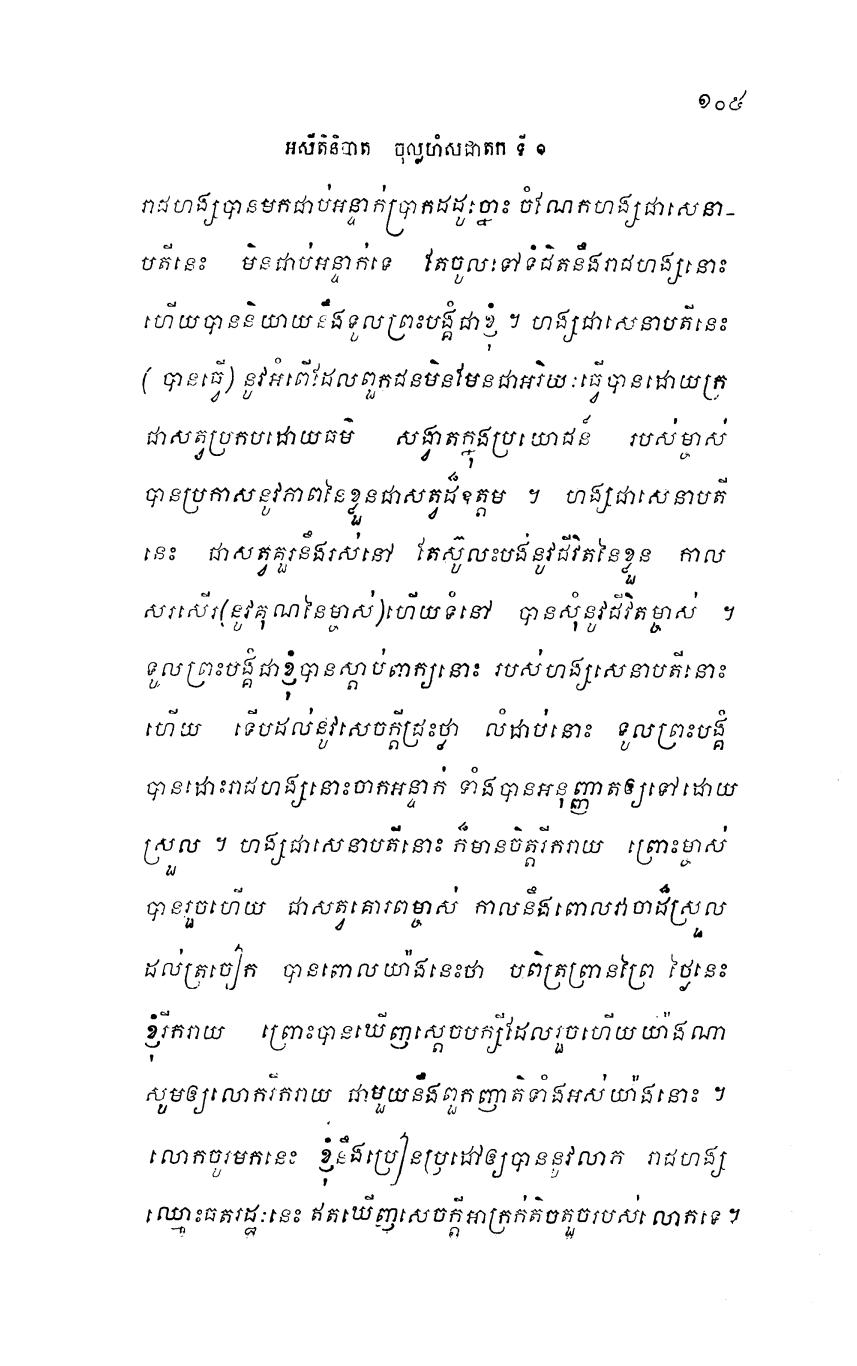 ១០៥
អសីតិនិបាត ចុល្លហំសជាតក ទី ១
រាជហង្សបានមកជាប់អន្ទាក់ប្រាកដដូច្នោះ ចំណែកហង្សជាសេនា-
បតីនេះ មិនជាប់អន្ទាក់ទេ តែចូលទៅទំជិតនឹងរាជហង្សនោះ
ហើយបាននិយាយនឹងទូលព្រះបង្គំជាខ្ញុំ ។ ហង្សជាសេនាបតីនេះ
( បានធ្វើ) នូវអំពើដែលពួកជនមិនមែនជាអរិយៈធ្វើបានដោយក្រ
ជាសត្វប្រកបដោយធម៌ សង្វាតក្នុងប្រយោជន៍ របស់ម្ចាស់
បានប្រកាសនូវភាពនៃខ្លួនជាសត្វដ៏ឧត្តម ។ ហង្សជាសេនាបតី
នេះ ជាសត្វគួរនឹងរស់នៅ តែស៊ូលះបង់នូវជីវិតនៃខ្លួន កាល
សរសើរ(នូវគុណនៃម្ចាស់)ហើយទំនៅ បានសុំនូវជីវិតម្ចាស់ ។
ទូលព្រះបង្គំជាខ្ញុំបានស្តាប់ពាក្យនោះ របស់ហង្សសេនាបតីនោះ
ហើយ ទើបដល់នូវសេចក្តីជ្រះថ្លា លំដាប់នោះ ទូលព្រះបង្គំ
បានដោះរាជហង្សនោះចាកអន្ទាក់ ទាំងបានអនុញ្ញាតឲ្យទៅដោយ
ស្រួល ។ ហង្សជាសេនាបតីនោះ ក៏មានចិត្តរីករាយ ព្រោះម្ចាស់
បានរួចហើយ ជាសត្វគោរពម្ចាស់ កាលនឹងពោលវាចាដ៏ស្រួល
ដល់ត្រចៀក បានពោលយ៉ាងនេះថា បពិត្រព្រានព្រៃ ថ្ងៃនេះ
ខ្ញុំរីករាយ ព្រោះបានឃើញស្តេចបក្សីដែលរួចហើយយ៉ាងណា
សូមឲ្យលោករីករាយ ជាមួយនឹងពួកញាតិទាំងអស់យ៉ាងនោះ ។
លោកចូរមកនេះ ខ្ញុំនឹងប្រៀនប្រដៅឲ្យបាននូវលាភ រាជហង្ស
ឈ្មោះធតរដ្ឋៈនេះ ឥតឃើញសេចក្តីអាក្រក់តិចតួចរបស់លោកទេ ។